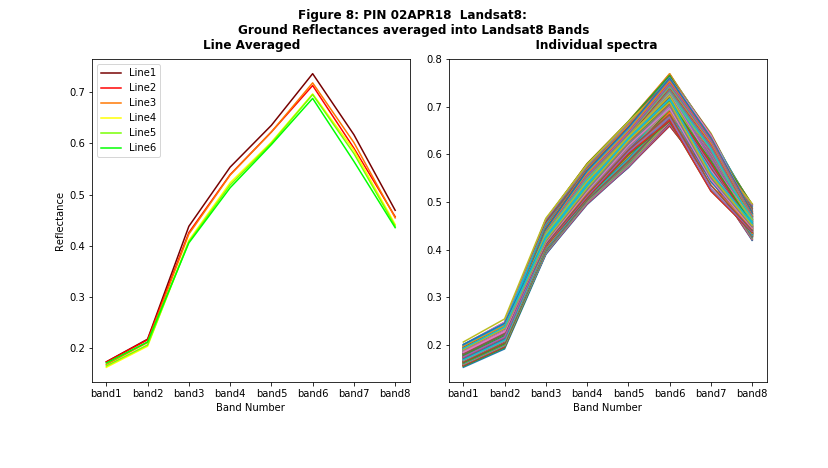 Figure 8: PIN 02APR18 Landsat8:
Ground Reflectances averaged into Landsat8 Bands
Line Averaged
Individual spectra
Line1
Line2
Line3
Line4
Line5
Line6
Reflectance
0.7
0.6
0.5
0.4
0.3
0.2
band1 band2 band3 band4 band5 band6 band7 band8
Band Number
0.8
0.7
0.6
0.5
0.4
0.3
0.2
band1 band2 band3 band4 band5 band6 band7 band8
Band Number